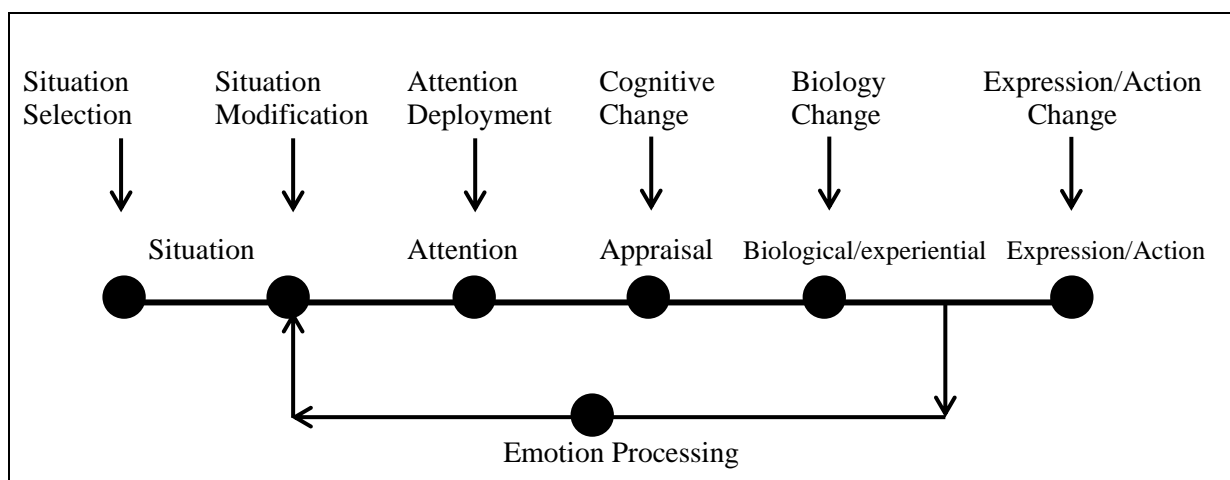 Situation Situation Attention Cognitive Biology Expression/Action
Selection Modification Deployment Change Change Change
Situation Attention Appraisal Biological/experiential Expression/Action
Emotion Processing